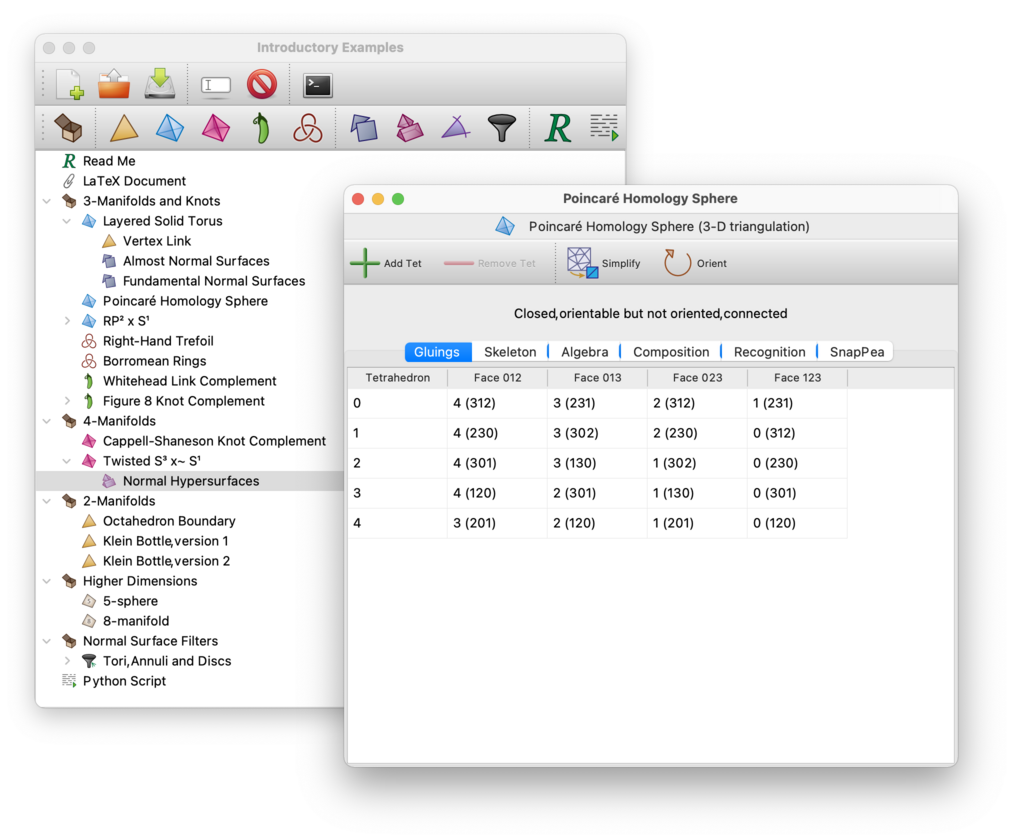 Introductory Examples
Read Me
LaTeX Document
3-Manifolds and Knots
Layered Solid Torus
Vertex Link
Almost Normal Surfaces
Fundamental Normal Surfaces
Poincaré Homology Sphere
RP² x S¹
Right-Hand Trefoil
Borromean Rings
Whitehead Link Complement
Figure 8 Knot Complement
4-Manifolds
Cappell-Shaneson Knot Complement
Twisted S³ x~ S¹
Normal Hypersurfaces
2-Manifolds
Octahedron Boundary
Klein Bottle,version 1
Klein Bottle,version 2
Higher Dimensions
5-sphere
8-manifold
Normal Surface Filters
Tori,Annuli and Discs
Python Script
Poincaré Homology Sphere
Poincaré Homology Sphere (3-D triangulation)
Add Tet Remove Tet Simplify Orient
Closed,orientable but not oriented,connected
Gluings Skeleton Algebra Composition Recognition SnapPea
Tetrahedron Face 012 Face 013 Face 023 Face 123
0 4 (312) 3 (231) 2 (312) 1 (231)
1 4 (230) 3 (302) 2 (230) 0 (312)
2 4 (301) 3 (130) 1 (302) 0 (230)
3 4 (120) 2 (301) 1 (130) 0 (301)
4 3 (201) 2 (120) 1 (201) 0 (120)